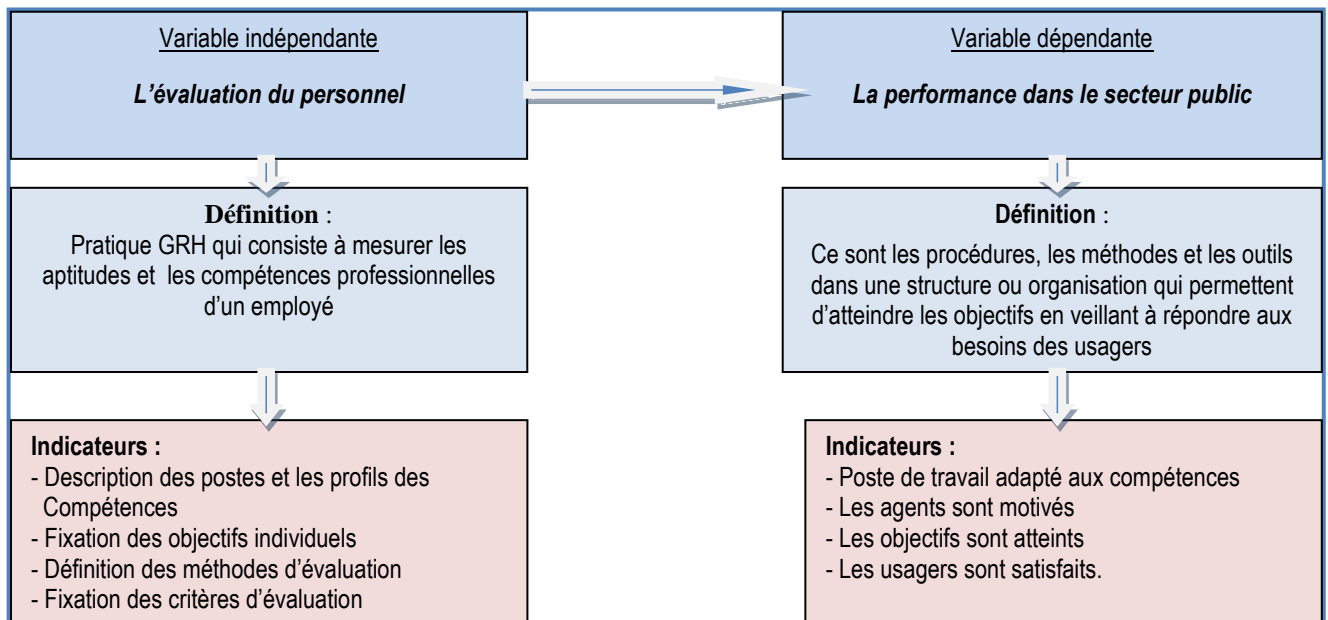 Variable indépendante
L'évaluation du personnel
Variable dépendante
La performance dans le secteur public
Définition :
Pratique GRH qui consiste à mesurer les
aptitudes et les compétences professionnelles
d'un employé
Définition :
Ce sont les procédures, les méthodes et les outils
dans une structure ou organisation qui permettent
d'atteindre les objectifs en veillant à répondre aux
besoins des usagers
Indicateurs :
- Description des postes et les profils des
Compétences
- Fixation des objectifs individuels
- Définition des méthodes d'évaluation
- Fixation des critères d'évaluation
Indicateurs :
- Poste de travail adapté aux compétences
- Les agents sont motivés
- Les objectifs sont atteints
- Les usagers sont satisfaits.